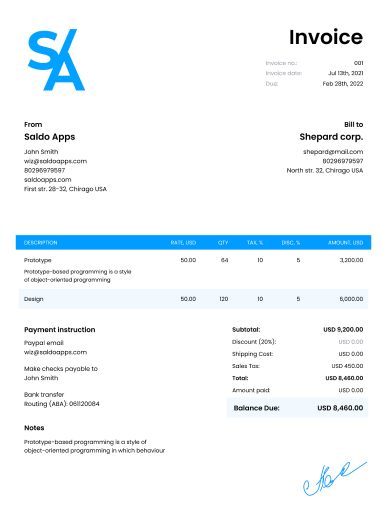 S/A
Invoice
Invoice no.: 001
Invoice date: Jul 13th, 2021
Due: Feb 28th, 2022
From
Saldo Apps
John Smith
wiz@saldoapps.com
80296979597
saldoapps.com
First str. 28-32, Chirago USA
Bill to
Shepard corp.
shepard@mail.com
80296979597
North str. 32, Chirago USA
DESCRIPTION RATE, USD QTY TAX, % DISC, % AMOUNT, USD
Prototype 50.00 64 10 5 3,200.00
Prototype-based programming is a style
of object-oriented programming
Design 50.00 120 10 5 6,000.00
Payment instruction
Paypal email
wiz@saldoapps.com
Make checks payable to
John Smith
Bank transfer
Routing (ABA): 061120084
Subtotal: USD 9,200.00
Discount (20%): USD 0.00
Shipping Cost: USD 0.00
Sales Tax: USD 450.00
Total: USD 8,460.00
Amount paid: USD 0.00
Balance Due: USD 8,460.00
Notes
Prototype-based programming is a style of
object-oriented programming in which behaviour